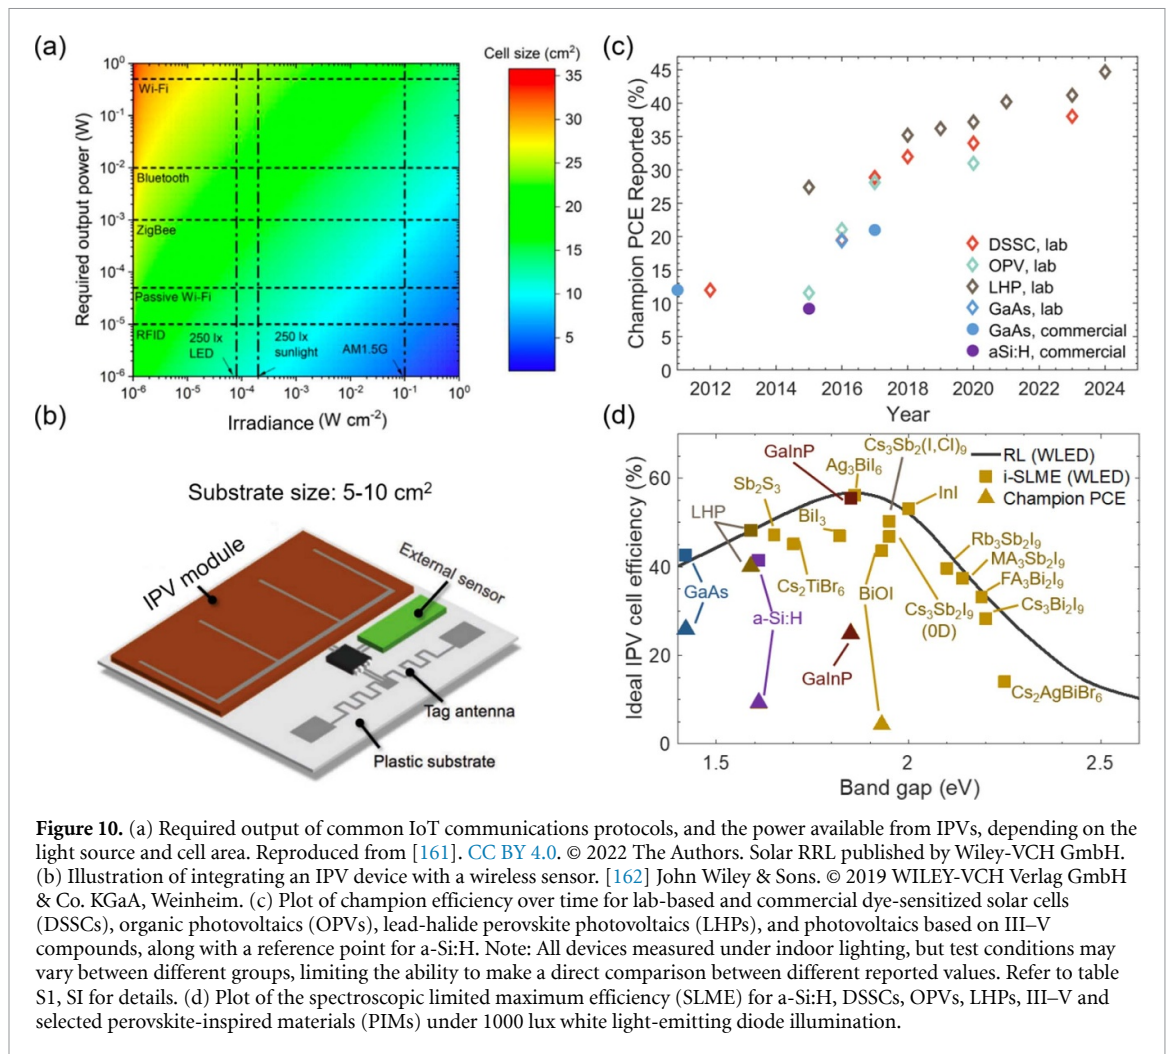 (a)
Cell size (cm²)
10⁰
10⁻¹
10⁻²
10⁻³
10⁻⁴
10⁻⁵
10⁻⁶
Required output power (W)
Wi-Fi
Bluetooth
ZigBee
Passive Wi-Fi
RFID
250 lx
LED
250 lx
sunlight
AM1.5G
10⁻⁶
10⁻⁵
10⁻⁴
10⁻³
10⁻²
10⁻¹
10⁰
Irradiance (W cm⁻²)
35
30
25
20
15
10
5
(c)
Champion PCE Reported (%)
45
40
35
30
25
20
15
10
5
0
DSSC, lab
OPV, lab
LHP, lab
GaAs, lab
GaAs, commercial
aSi:H, commercial
2012
2014
2016
2018
2020
2022
2024
Year
(b)
Substrate size: 5-10 cm²
IPV module
External sensor
Tag antenna
Plastic substrate
(d)
Ideal IPV cell efficiency (%)
60
40
20
0
RL (WLED)
i-SLME (WLED)
Champion PCE
Cs₃Sb₂(I,Cl)₉
GaInP
Ag₃BiI₆
Sb₂S₃
InI
LHP
BiI₃
Rb₃Sb₂I₉
MA₃Sb₂I₉
FA₃Bi₂I₉
Cs₃Bi₂I₉
Cs₂TiBr₆
BiOI
GaAs
a-Si:H
Cs₃Sb₂I₉
(0D)
GaInP
Cs₂AgBiBr₆
1.5
2
2.5
Band gap (eV)
Figure 10. (a) Required output of common IoT communications protocols, and the power available from IPVs, depending on the
light source and cell area. Reproduced from [161]. CC BY 4.0. © 2022 The Authors. Solar RRL published by Wiley-VCH GmbH.
(b) Illustration of integrating an IPV device with a wireless sensor. [162] John Wiley & Sons. © 2019 WILEY-VCH Verlag GmbH
& Co. KGaA, Weinheim. (c) Plot of champion efficiency over time for lab-based and commercial dye-sensitized solar cells
(DSSCs), organic photovoltaics (OPVs), lead-halide perovskite photovoltaics (LHPs), and photovoltaics based on III–V
compounds, along with a reference point for a-Si:H. Note: All devices measured under indoor lighting, but test conditions may
vary between different groups, limiting the ability to make a direct comparison between different reported values. Refer to table
S1, SI for details. (d) Plot of the spectroscopic limited maximum efficiency (SLME) for a-Si:H, DSSCs, OPVs, LHPs, III–V and
selected perovskite-inspired materials (PIMs) under 1000 lux white light-emitting diode illumination.